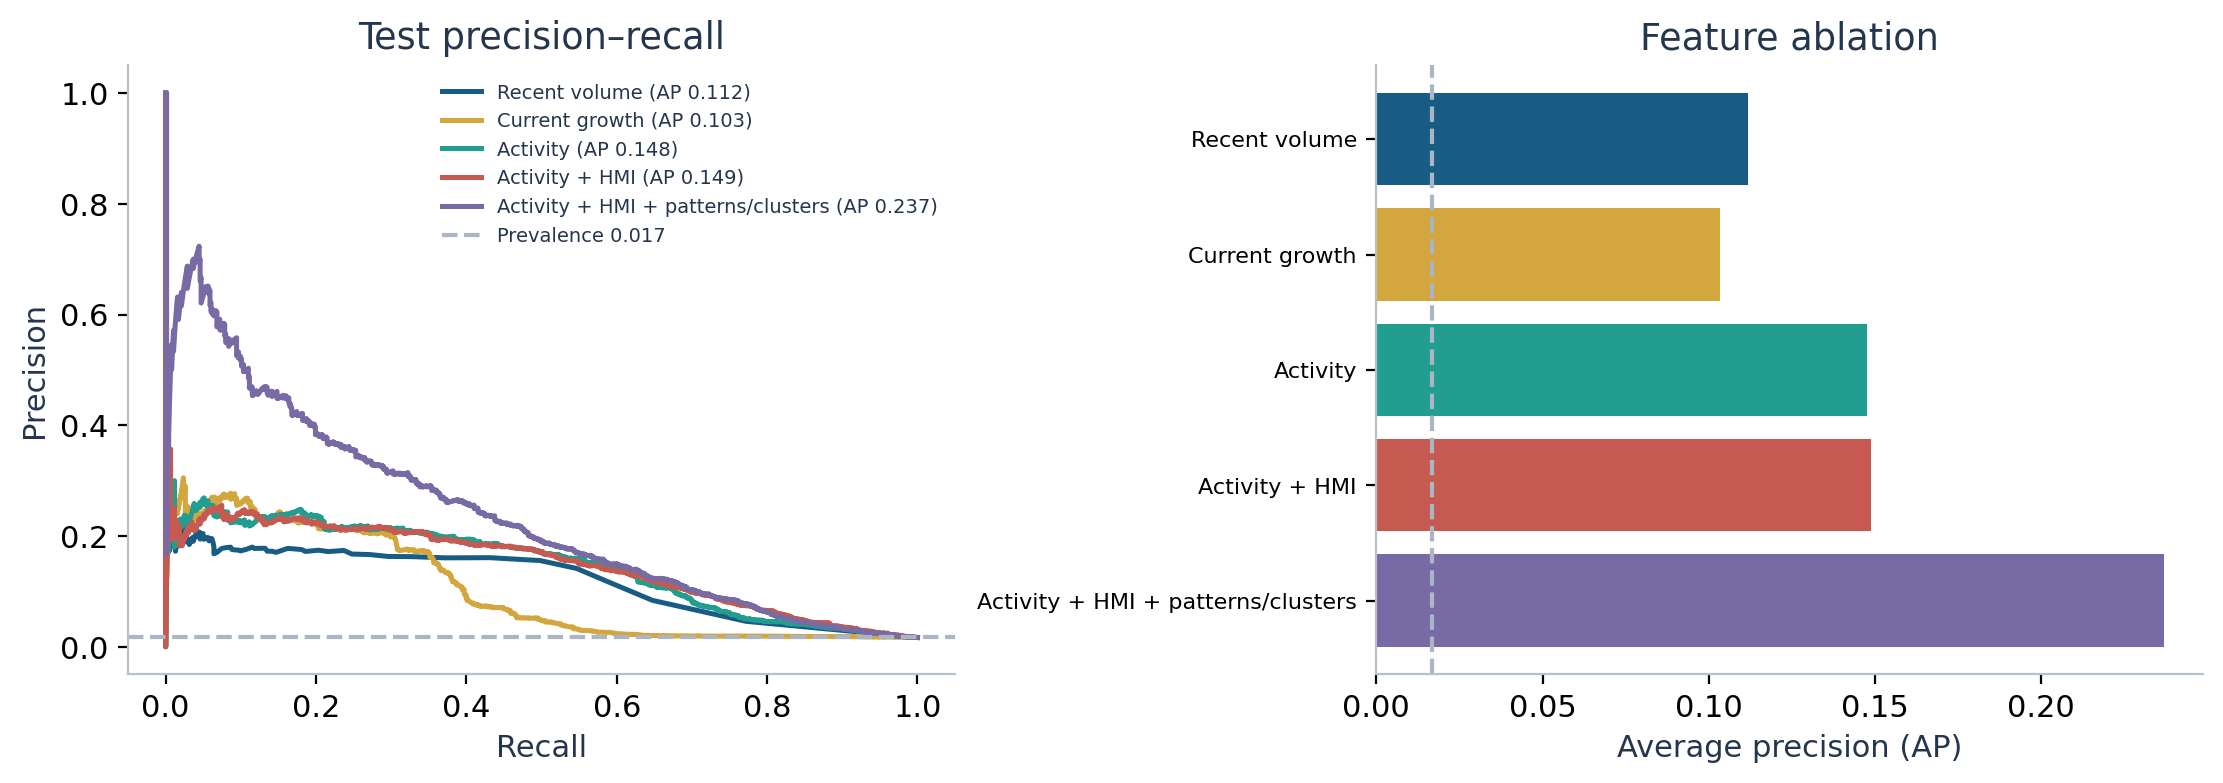 Test precision–recall
Recent volume (AP 0.112)
Current growth (AP 0.103)
Activity (AP 0.148)
Activity + HMI (AP 0.149)
Activity + HMI + patterns/clusters (AP 0.237)
Prevalence 0.017
Precision
1.0
0.8
0.6
0.4
0.2
0.0
0.0 0.2 0.4 0.6 0.8 1.0
Recall
Feature ablation
Recent volume
Current growth
Activity
Activity + HMI
Activity + HMI + patterns/clusters
0.00 0.05 0.10 0.15 0.20
Average precision (AP)